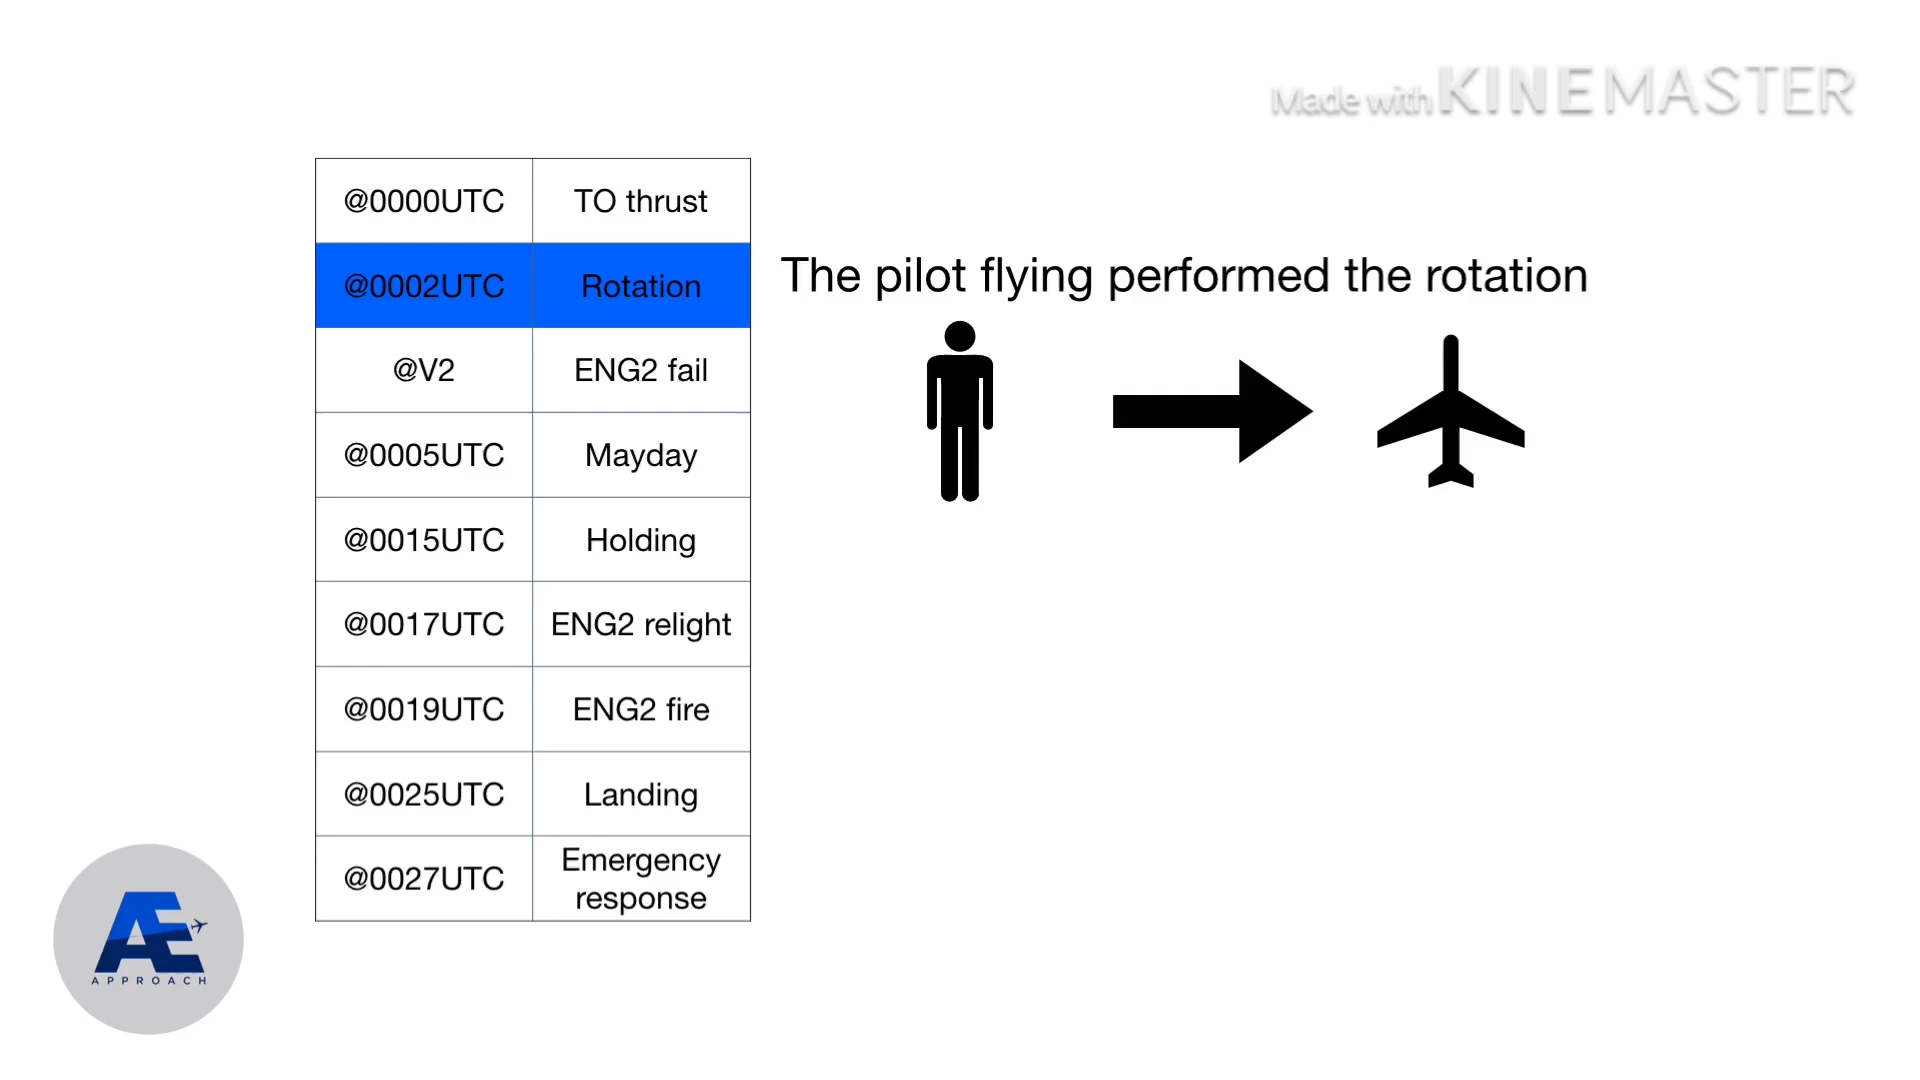 Made with KINEMASTER
@0000UTC TO thrust
@0002UTC Rotation
The pilot flying performed the rotation
@V2 ENG2 fail
@0005UTC Mayday
@0015UTC Holding
@0017UTC ENG2 relight
@0019UTC ENG2 fire
@0025UTC Landing
@0027UTC Emergency
response
AE
APPROACH